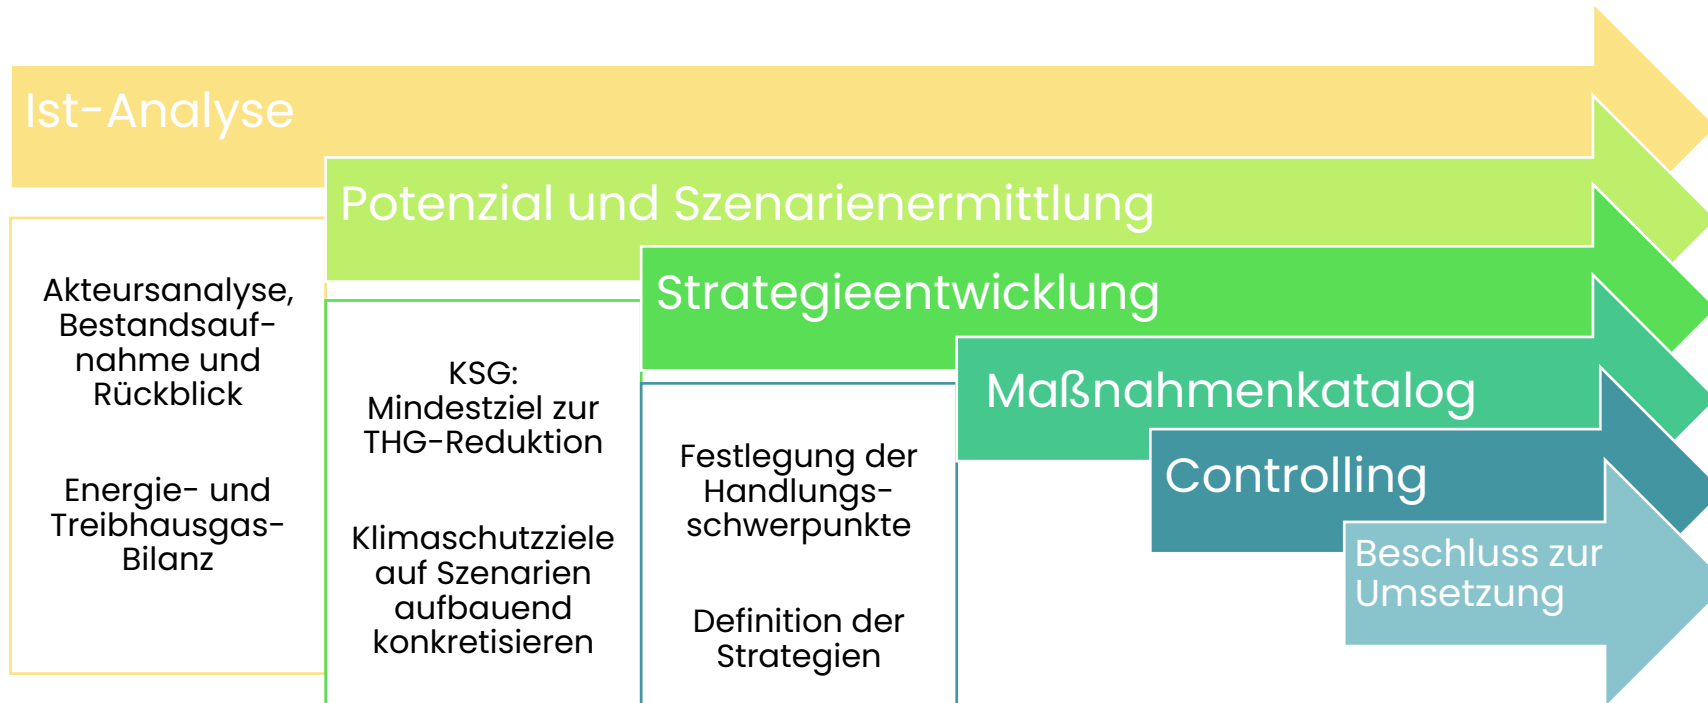 Ist-Analyse
Potenzial und Szenarienermittlung
Strategieentwicklung
Maßnahmenkatalog
Controlling
Beschluss zur
Umsetzung
Akteursanalyse,
Bestandsauf-
nahme und
Rückblick
Energie- und
Treibhausgas-
Bilanz
KSG:
Mindestziel zur
THG-Reduktion
Klimaschutzziele
auf Szenarien
aufbauend
konkretisieren
Festlegung der
Handlungs-
schwerpunkte
Definition der
Strategien